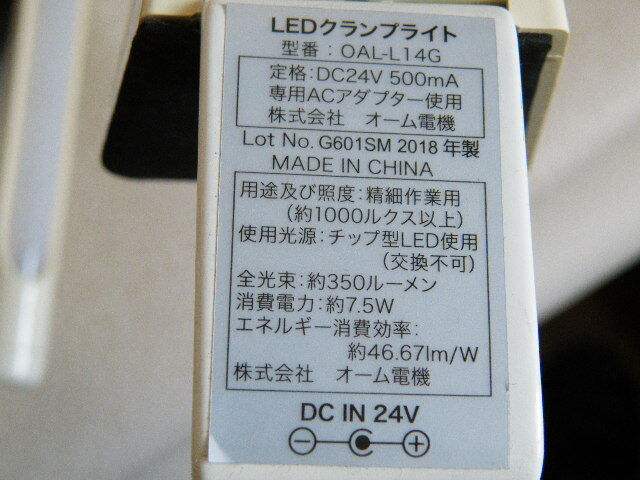 LEDクランプライト
型番：OAL-L14G
定格：DC24V 500mA
専用ACアダプター使用
株式会社 オーム電機
Lot No. G601SM 2018年製
MADE IN CHINA
用途及び照度：精細作業用
（約1000ルクス以上）
使用光源：チップ型LED使用
（交換不可）
全光束：約350ルーメン
消費電力：約7.5W
エネルギー消費効率：
約46.67lm/W
株式会社 オーム電機
DC IN 24V